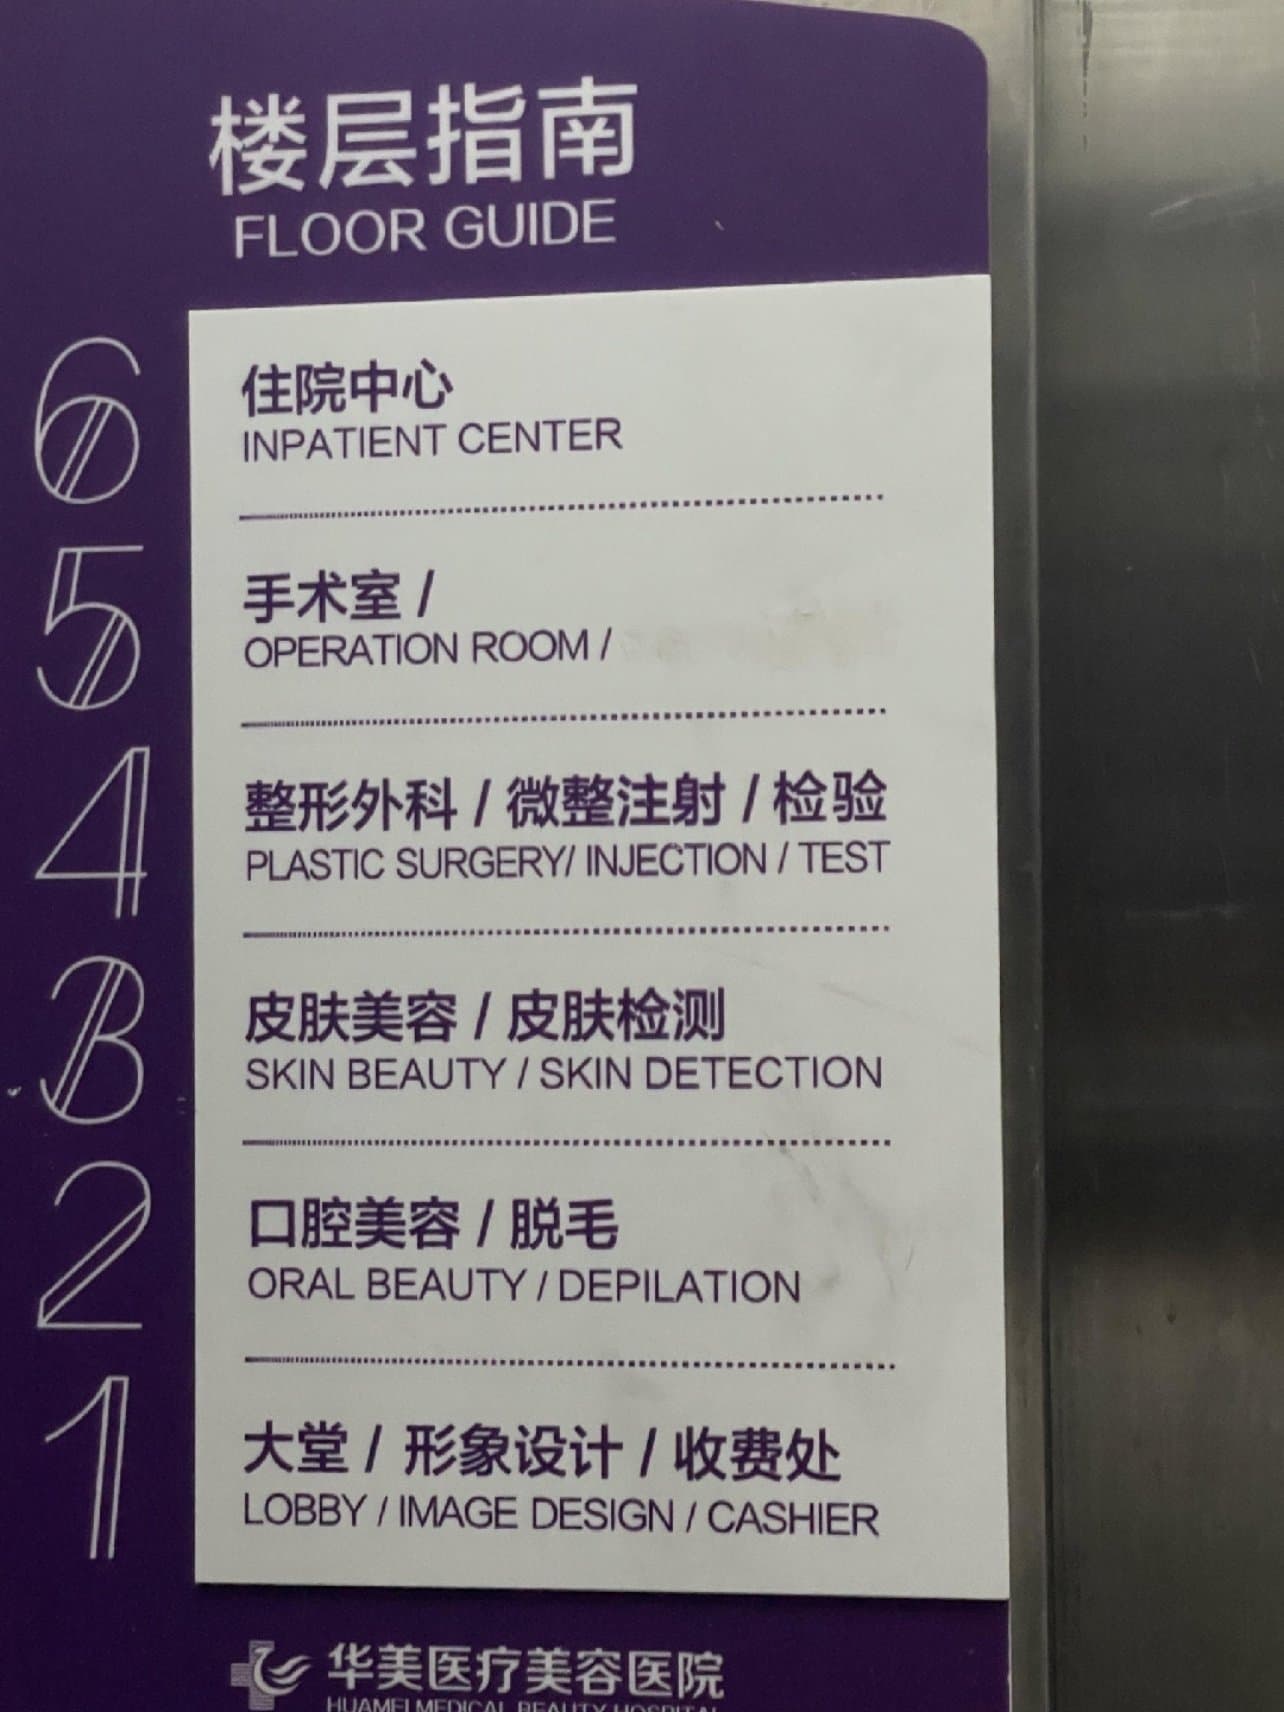 楼层指南
FLOOR GUIDE
6
住院中心
INPATIENT CENTER
5
手术室 /
OPERATION ROOM /
4
整形外科 / 微整注射 / 检验
PLASTIC SURGERY/ INJECTION / TEST
3
皮肤美容 / 皮肤检测
SKIN BEAUTY / SKIN DETECTION
2
口腔美容 / 脱毛
ORAL BEAUTY / DEPILATION
1
大堂 / 形象设计 / 收费处
LOBBY / IMAGE DESIGN / CASHIER
华美医疗美容医院
HUAMEI MEDICAL BEAUTY HOSPITAL